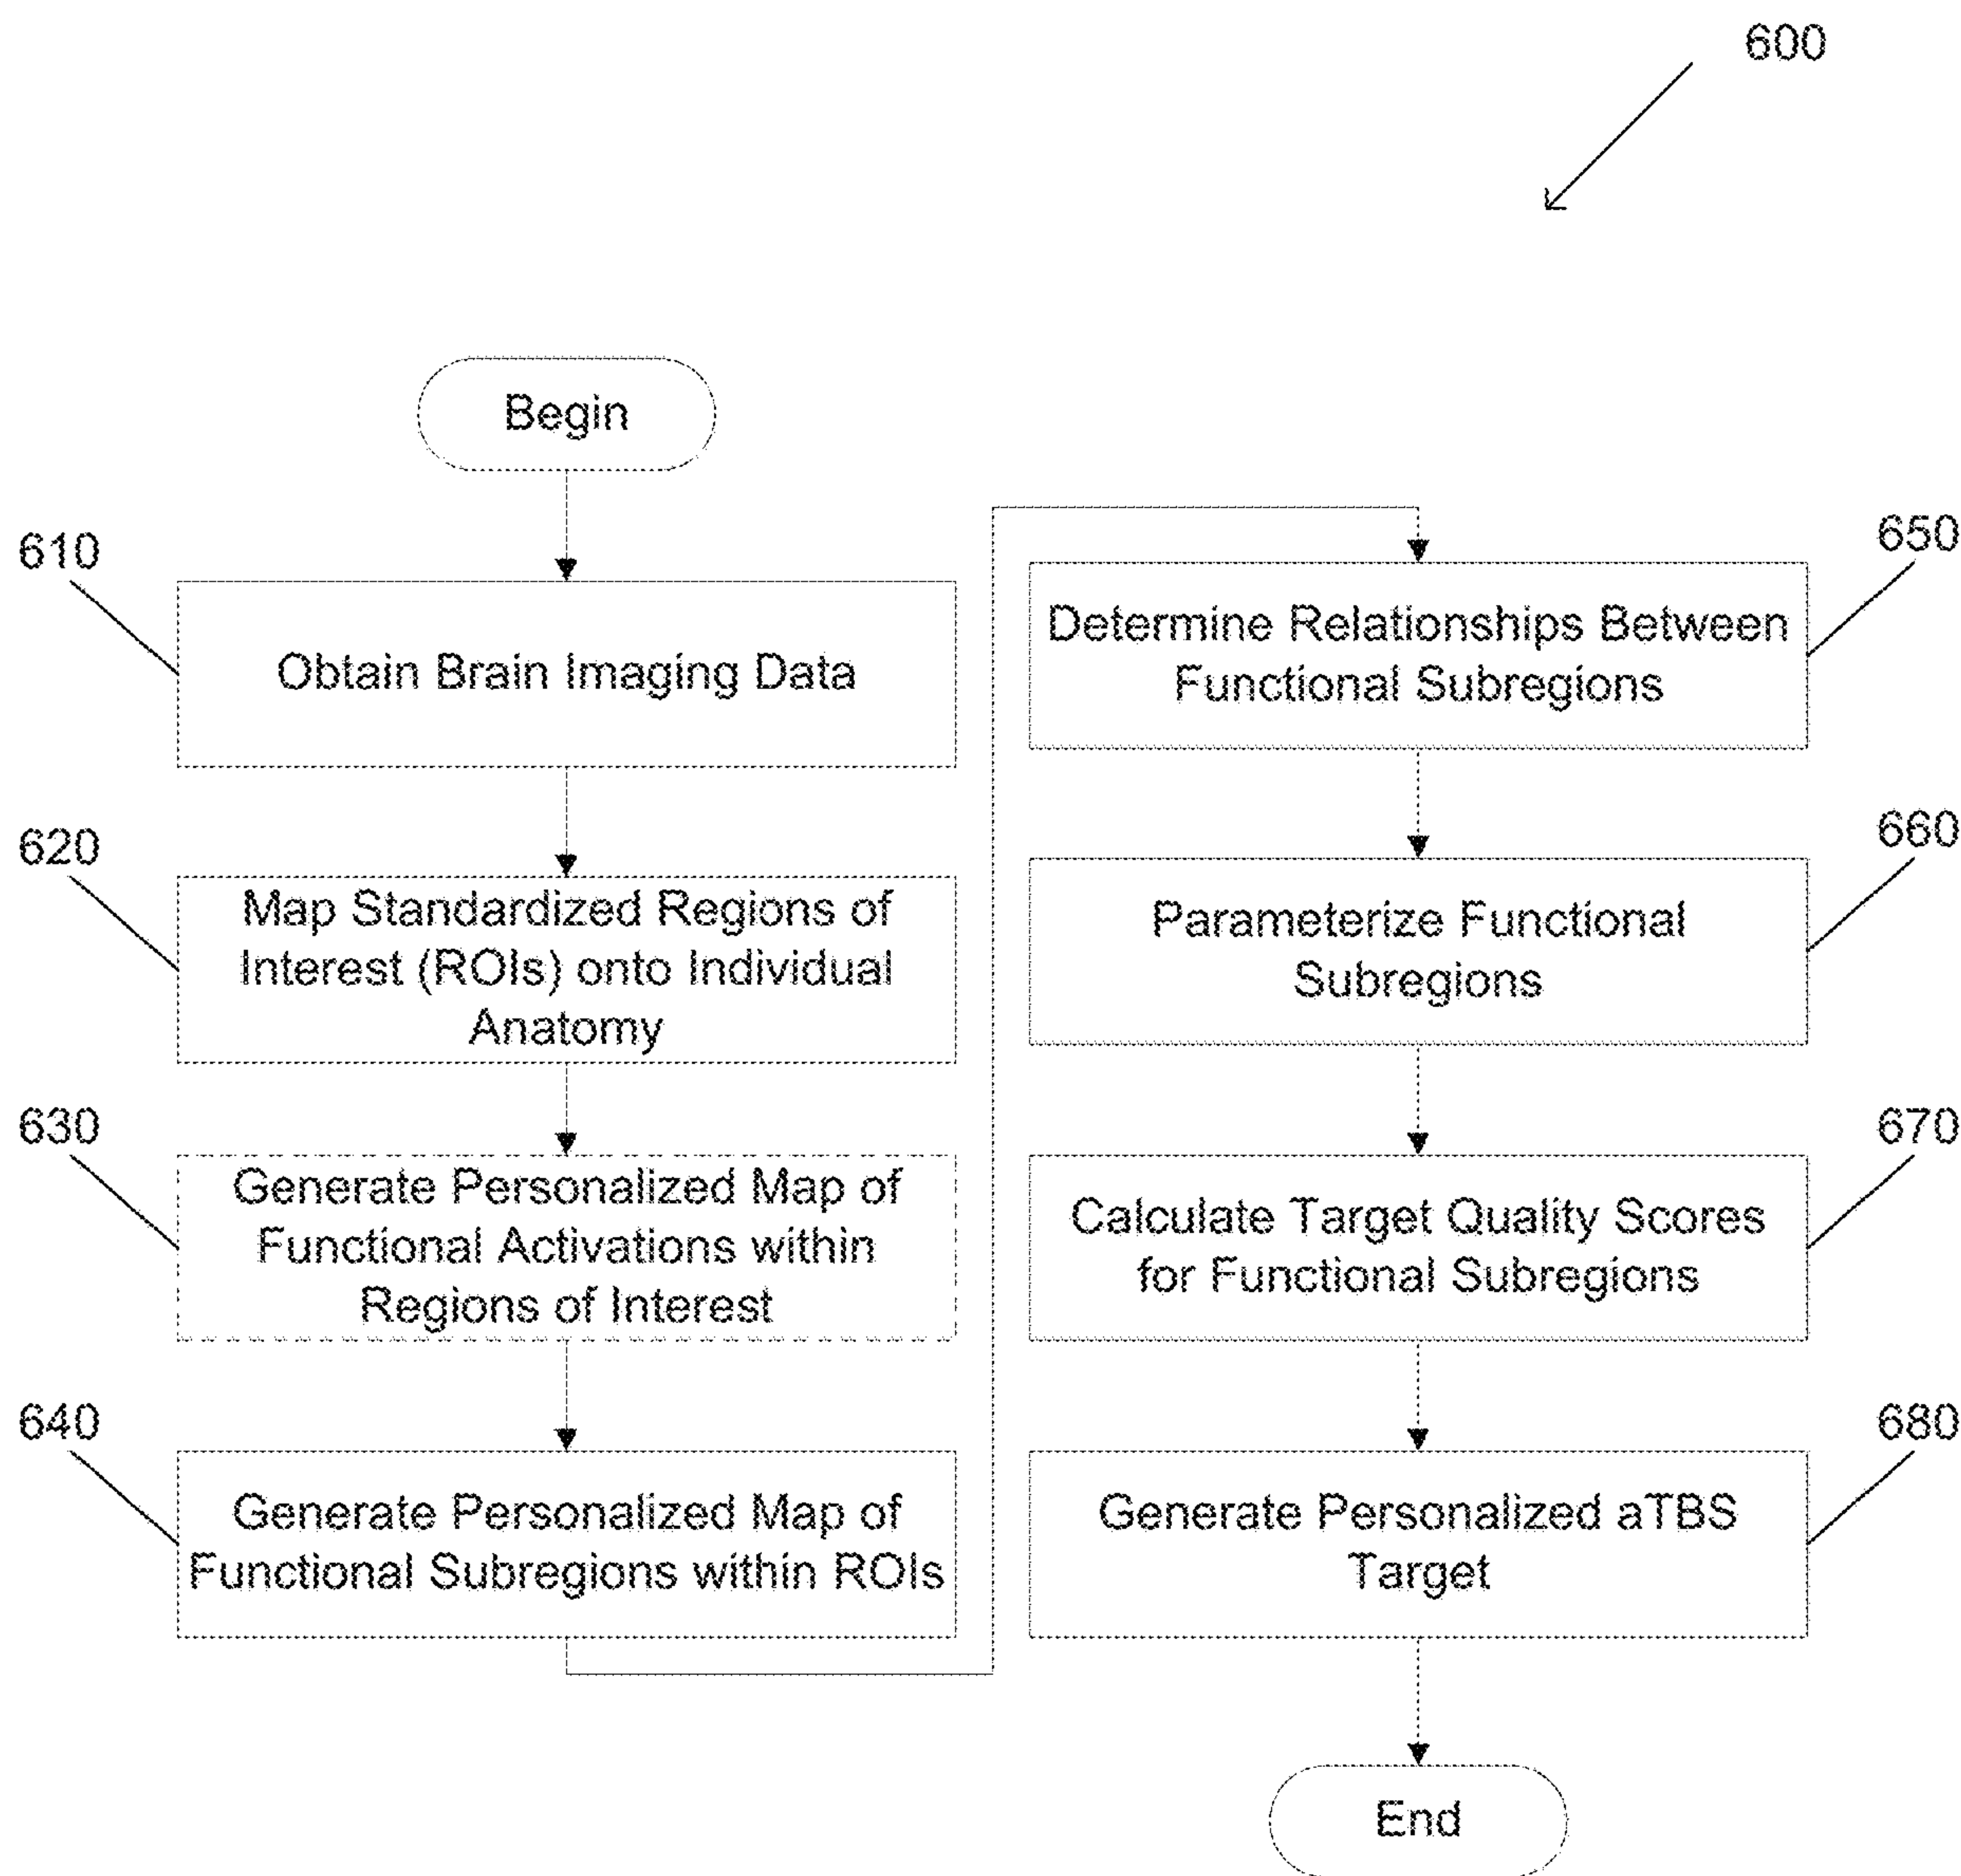 600
Begin
610
Obtain Brain Imaging Data
620
Map Standardized Regions of
Interest (ROIs) onto Individual
Anatomy
630
Generate Personalized Map of
Functional Activations within
Regions of Interest
640
Generate Personalized Map of
Functional Subregions within ROIs
650
Determine Relationships Between
Functional Subregions
660
Parameterize Functional
Subregions
670
Calculate Target Quality Scores
for Functional Subregions
680
Generate Personalized aTBS
Target
End